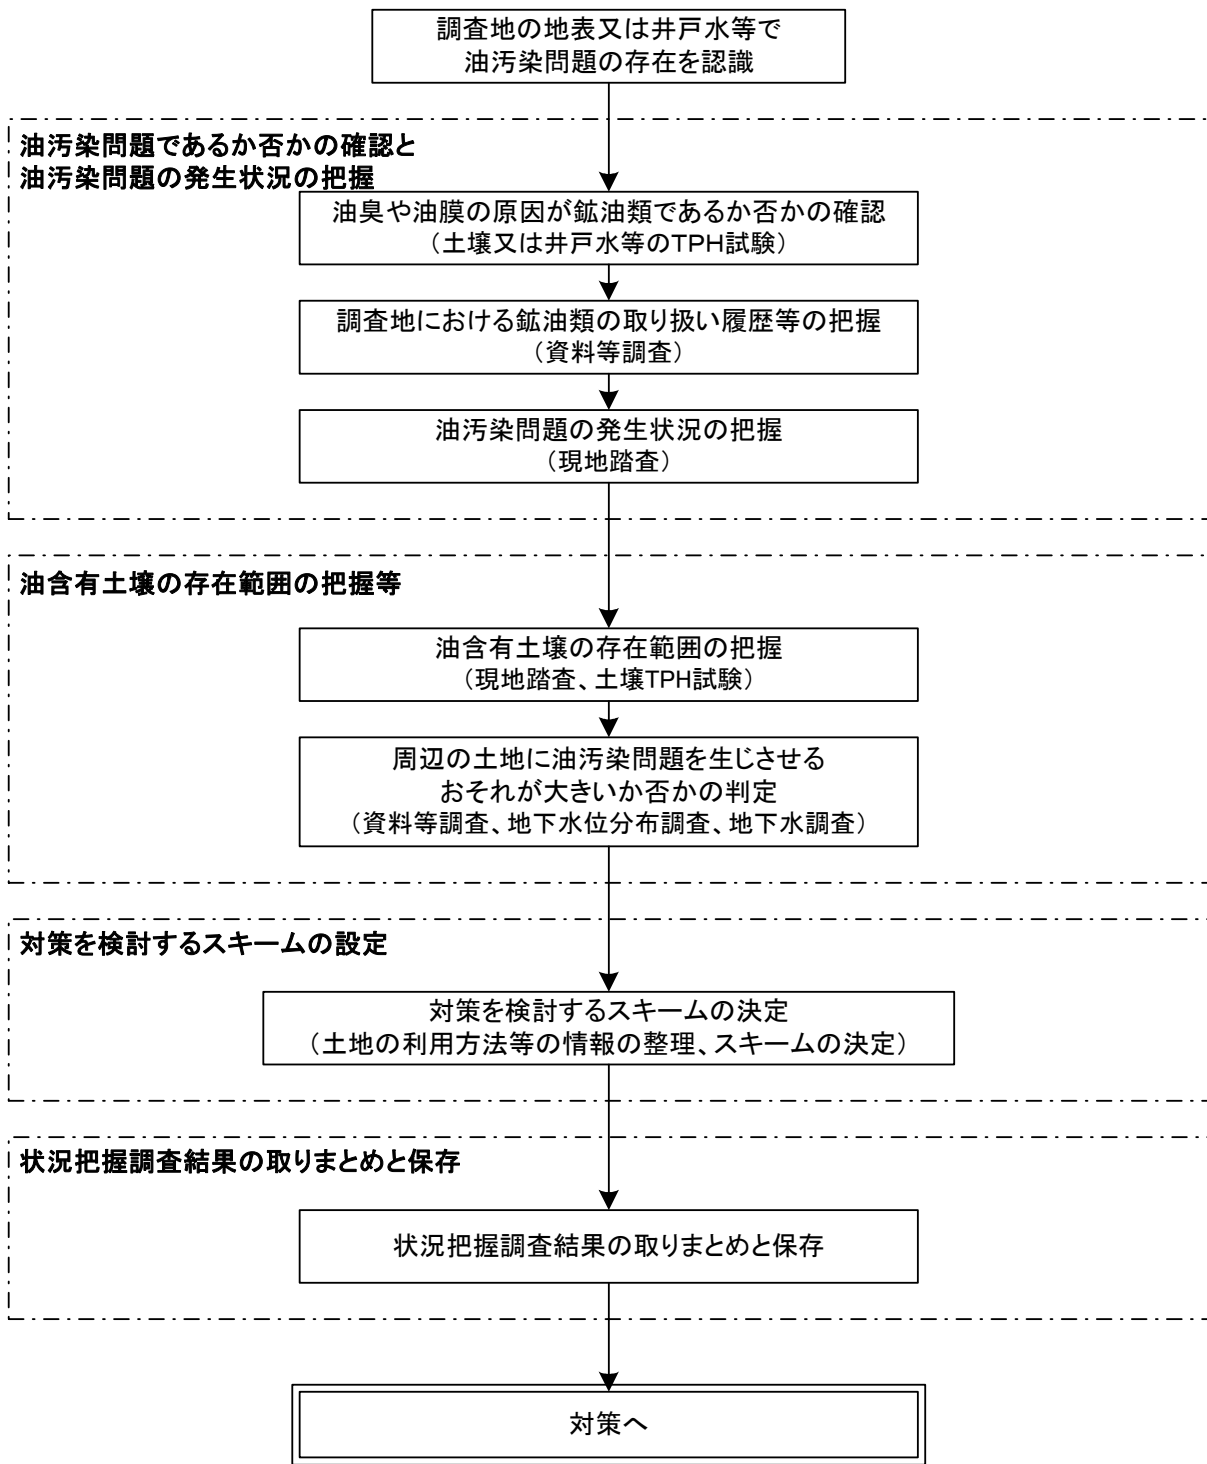 調査地の地表又は井戸水等で
油汚染問題の存在を認識
油汚染問題であるか否かの確認と
油汚染問題の発生状況の把握
油臭や油膜の原因が鉱油類であるか否かの確認
（土壌又は井戸水等のTPH試験）
調査地における鉱油類の取り扱い履歴等の把握
（資料等調査）
油汚染問題の発生状況の把握
（現地踏査）
油含有土壌の存在範囲の把握等
油含有土壌の存在範囲の把握
（現地踏査、土壌TPH試験）
周辺の土地に油汚染問題を生じさせる
おそれが大きいか否かの判定
（資料等調査、地下水位分布調査、地下水調査）
対策を検討するスキームの設定
対策を検討するスキームの決定
（土地の利用方法等の情報の整理、スキームの決定）
状況把握調査結果の取りまとめと保存
状況把握調査結果の取りまとめと保存
対策へ